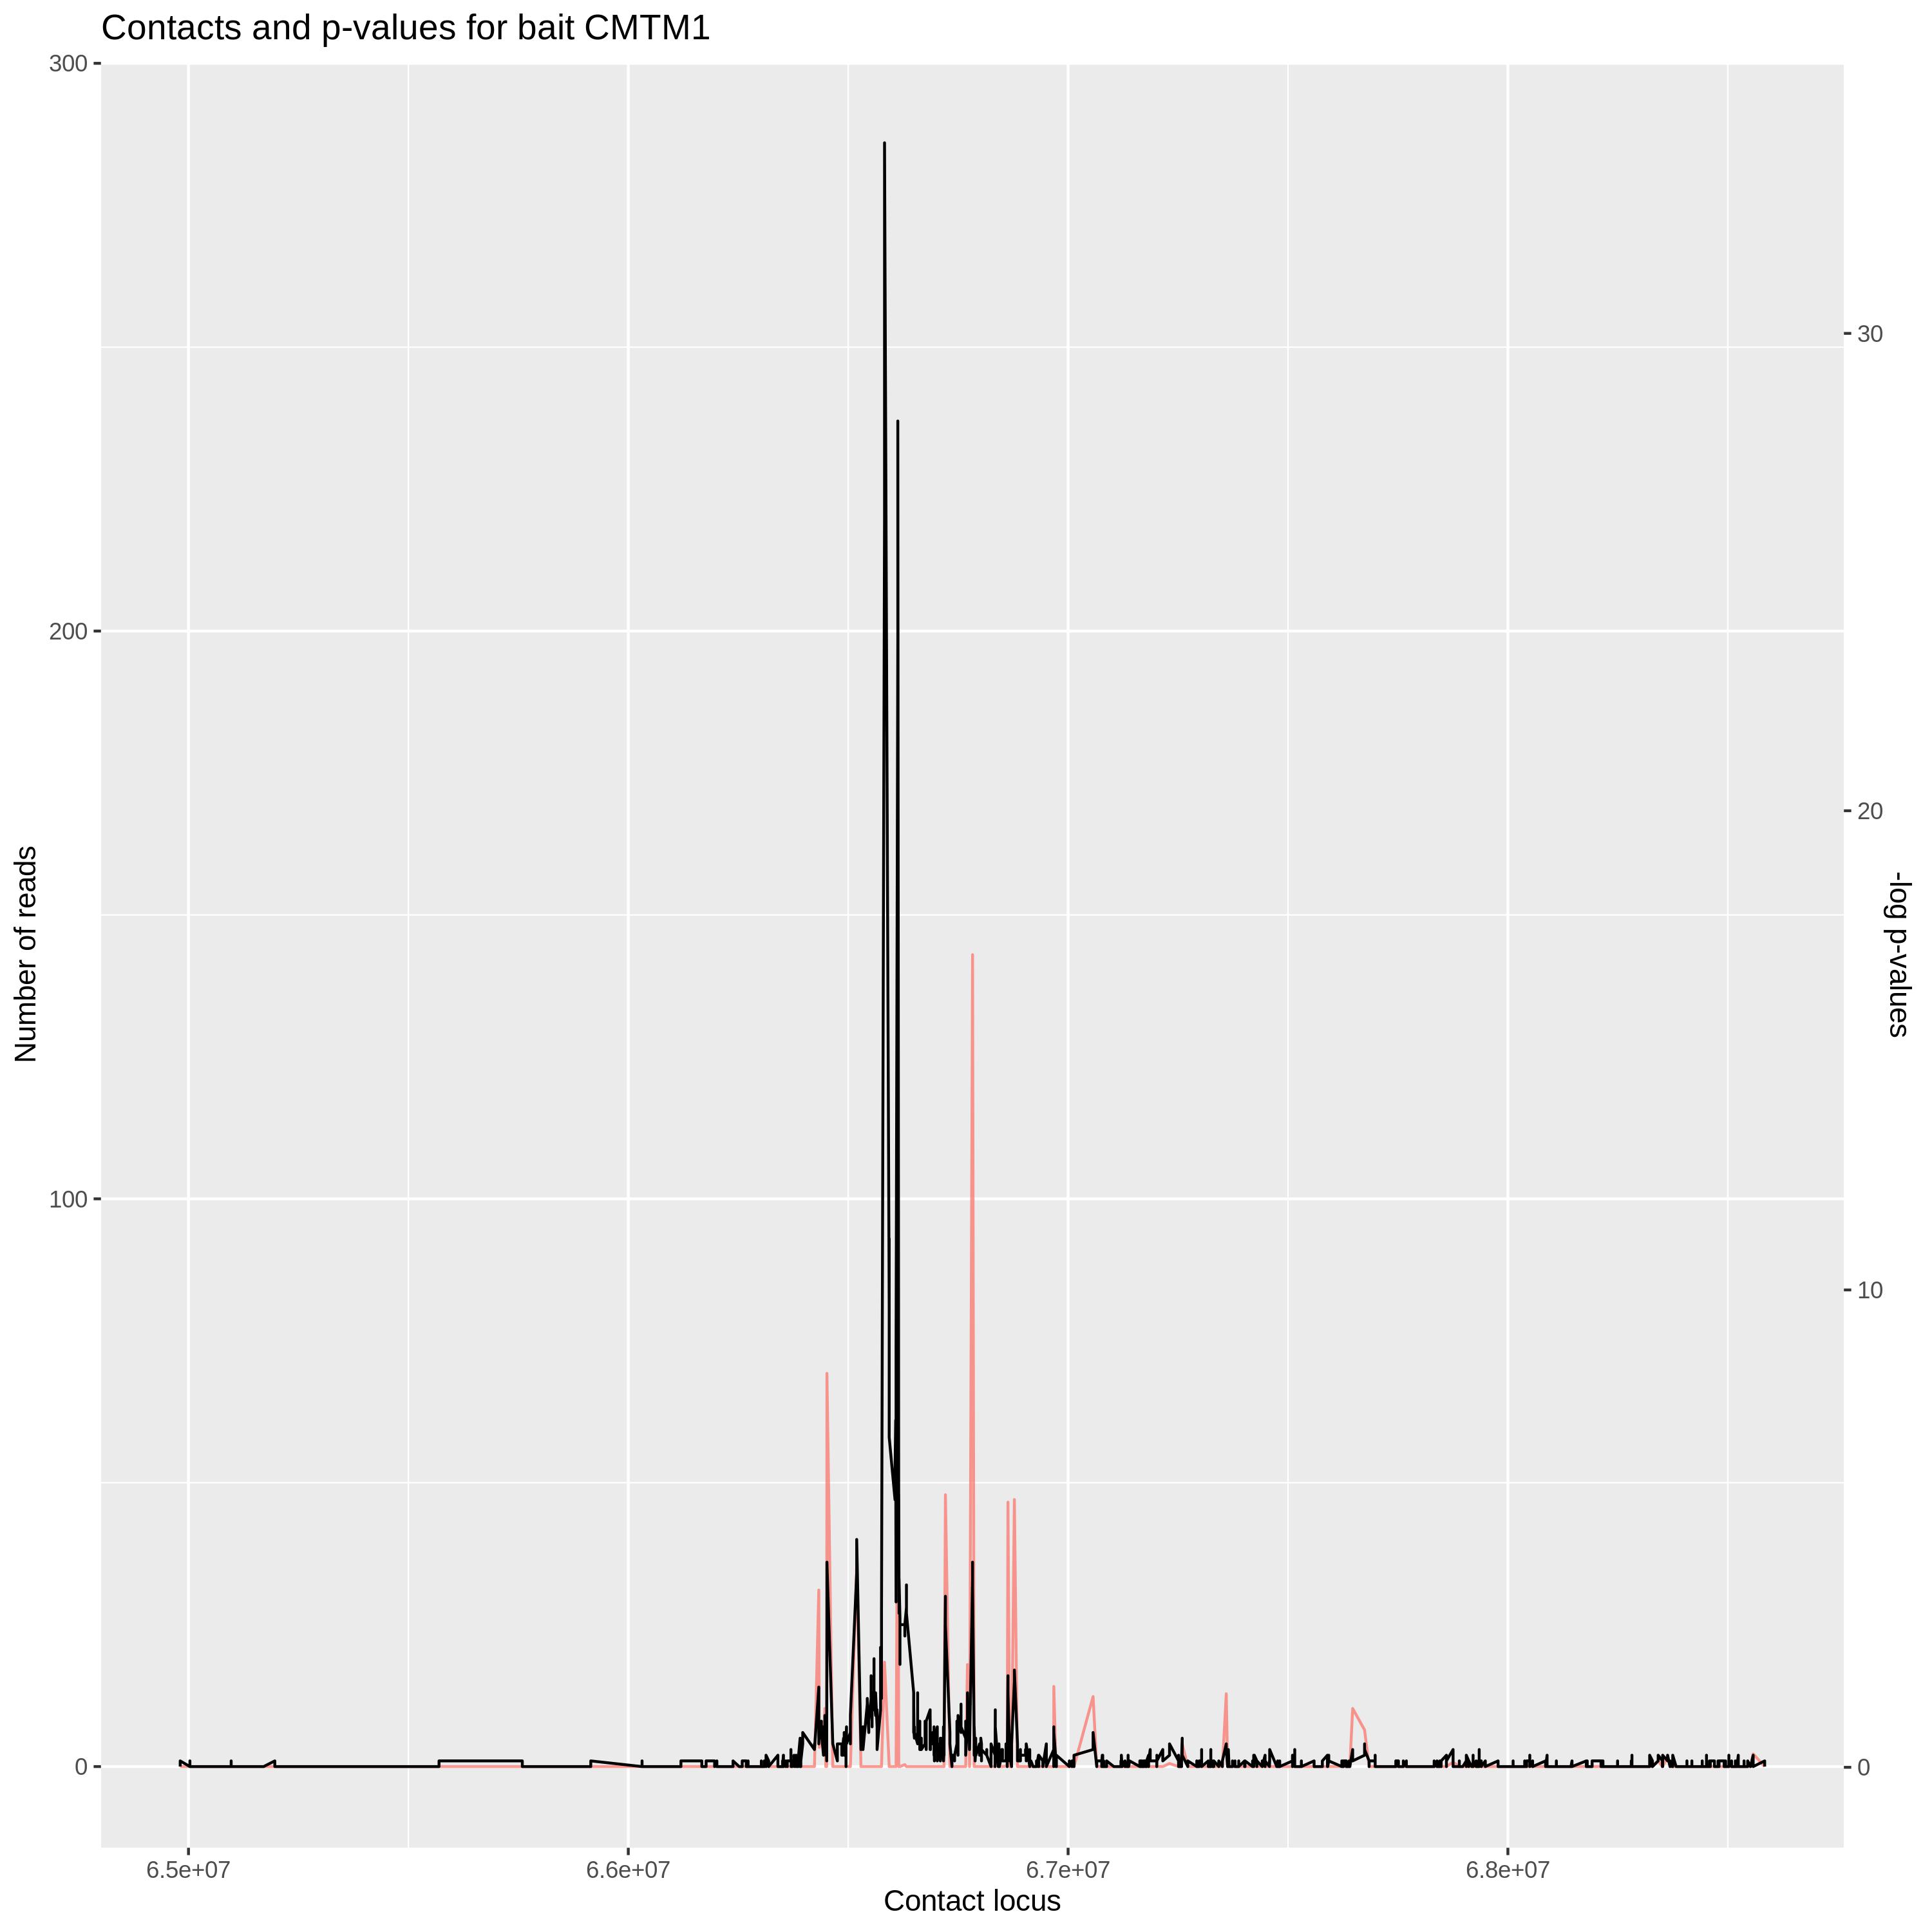 Contacts and p-values for bait CMTM1
300
200
100
0
Number of reads
30
20
10
0
-log p-values
6.5e+07
6.6e+07
6.7e+07
6.8e+07
Contact locus